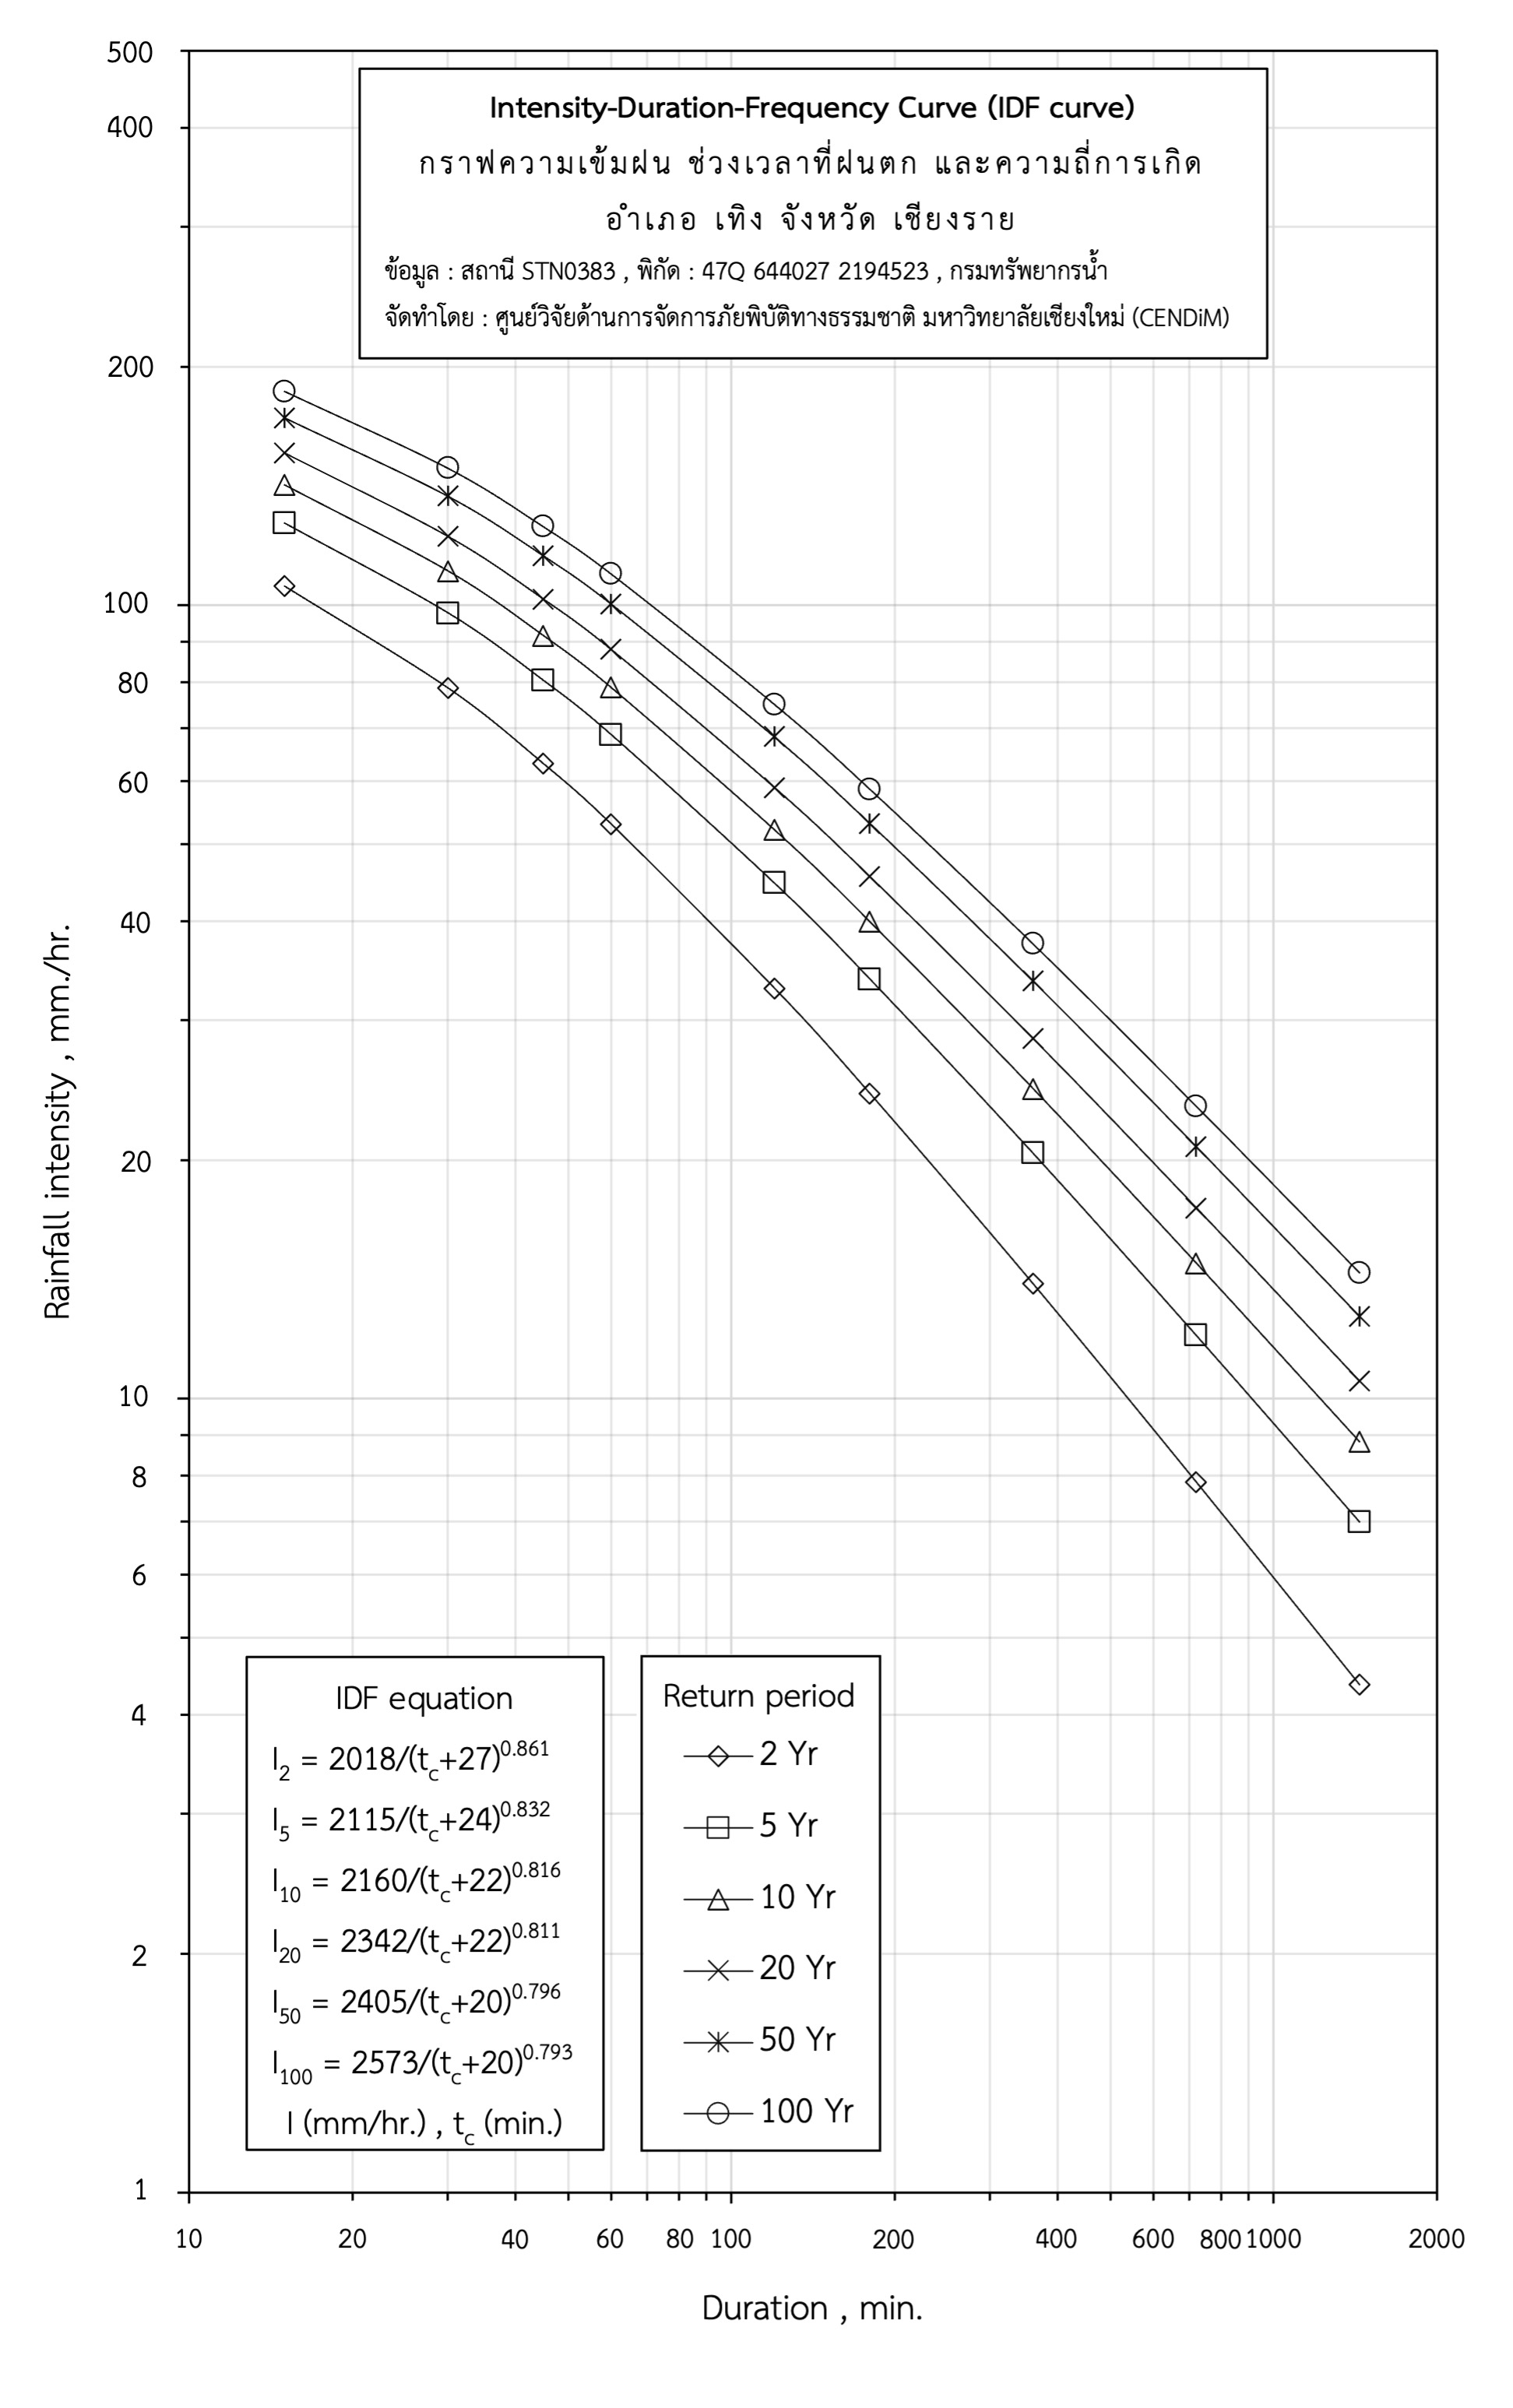 Intensity-Duration-Frequency Curve (IDF curve)
กราฟความเข้มฝน ช่วงเวลาที่ฝนตก และความถี่การเกิด
อำเภอ เทิง จังหวัด เชียงราย
ข้อมูล : สถานี STN0383 , พิกัด : 47Q 644027 2194523 , กรมทรัพยากรน้ำ
จัดทำโดย : ศูนย์วิจัยด้านการจัดการภัยพิบัติทางธรรมชาติ มหาวิทยาลัยเชียงใหม่ (CENDiM)
500
400
200
100
80
60
40
20
10
8
6
4
2
1
Rainfall intensity , mm./hr.
IDF equation
I2 = 2018/(tc+27)0.861
I5 = 2115/(tc+24)0.832
I10 = 2160/(tc+22)0.816
I20 = 2342/(tc+22)0.811
I50 = 2405/(tc+20)0.796
I100 = 2573/(tc+20)0.793
I (mm/hr.) , tc (min.)
Return period
2 Yr
5 Yr
10 Yr
20 Yr
50 Yr
100 Yr
10 20 40 60 80 100 200 400 600 800 1000 2000
Duration , min.